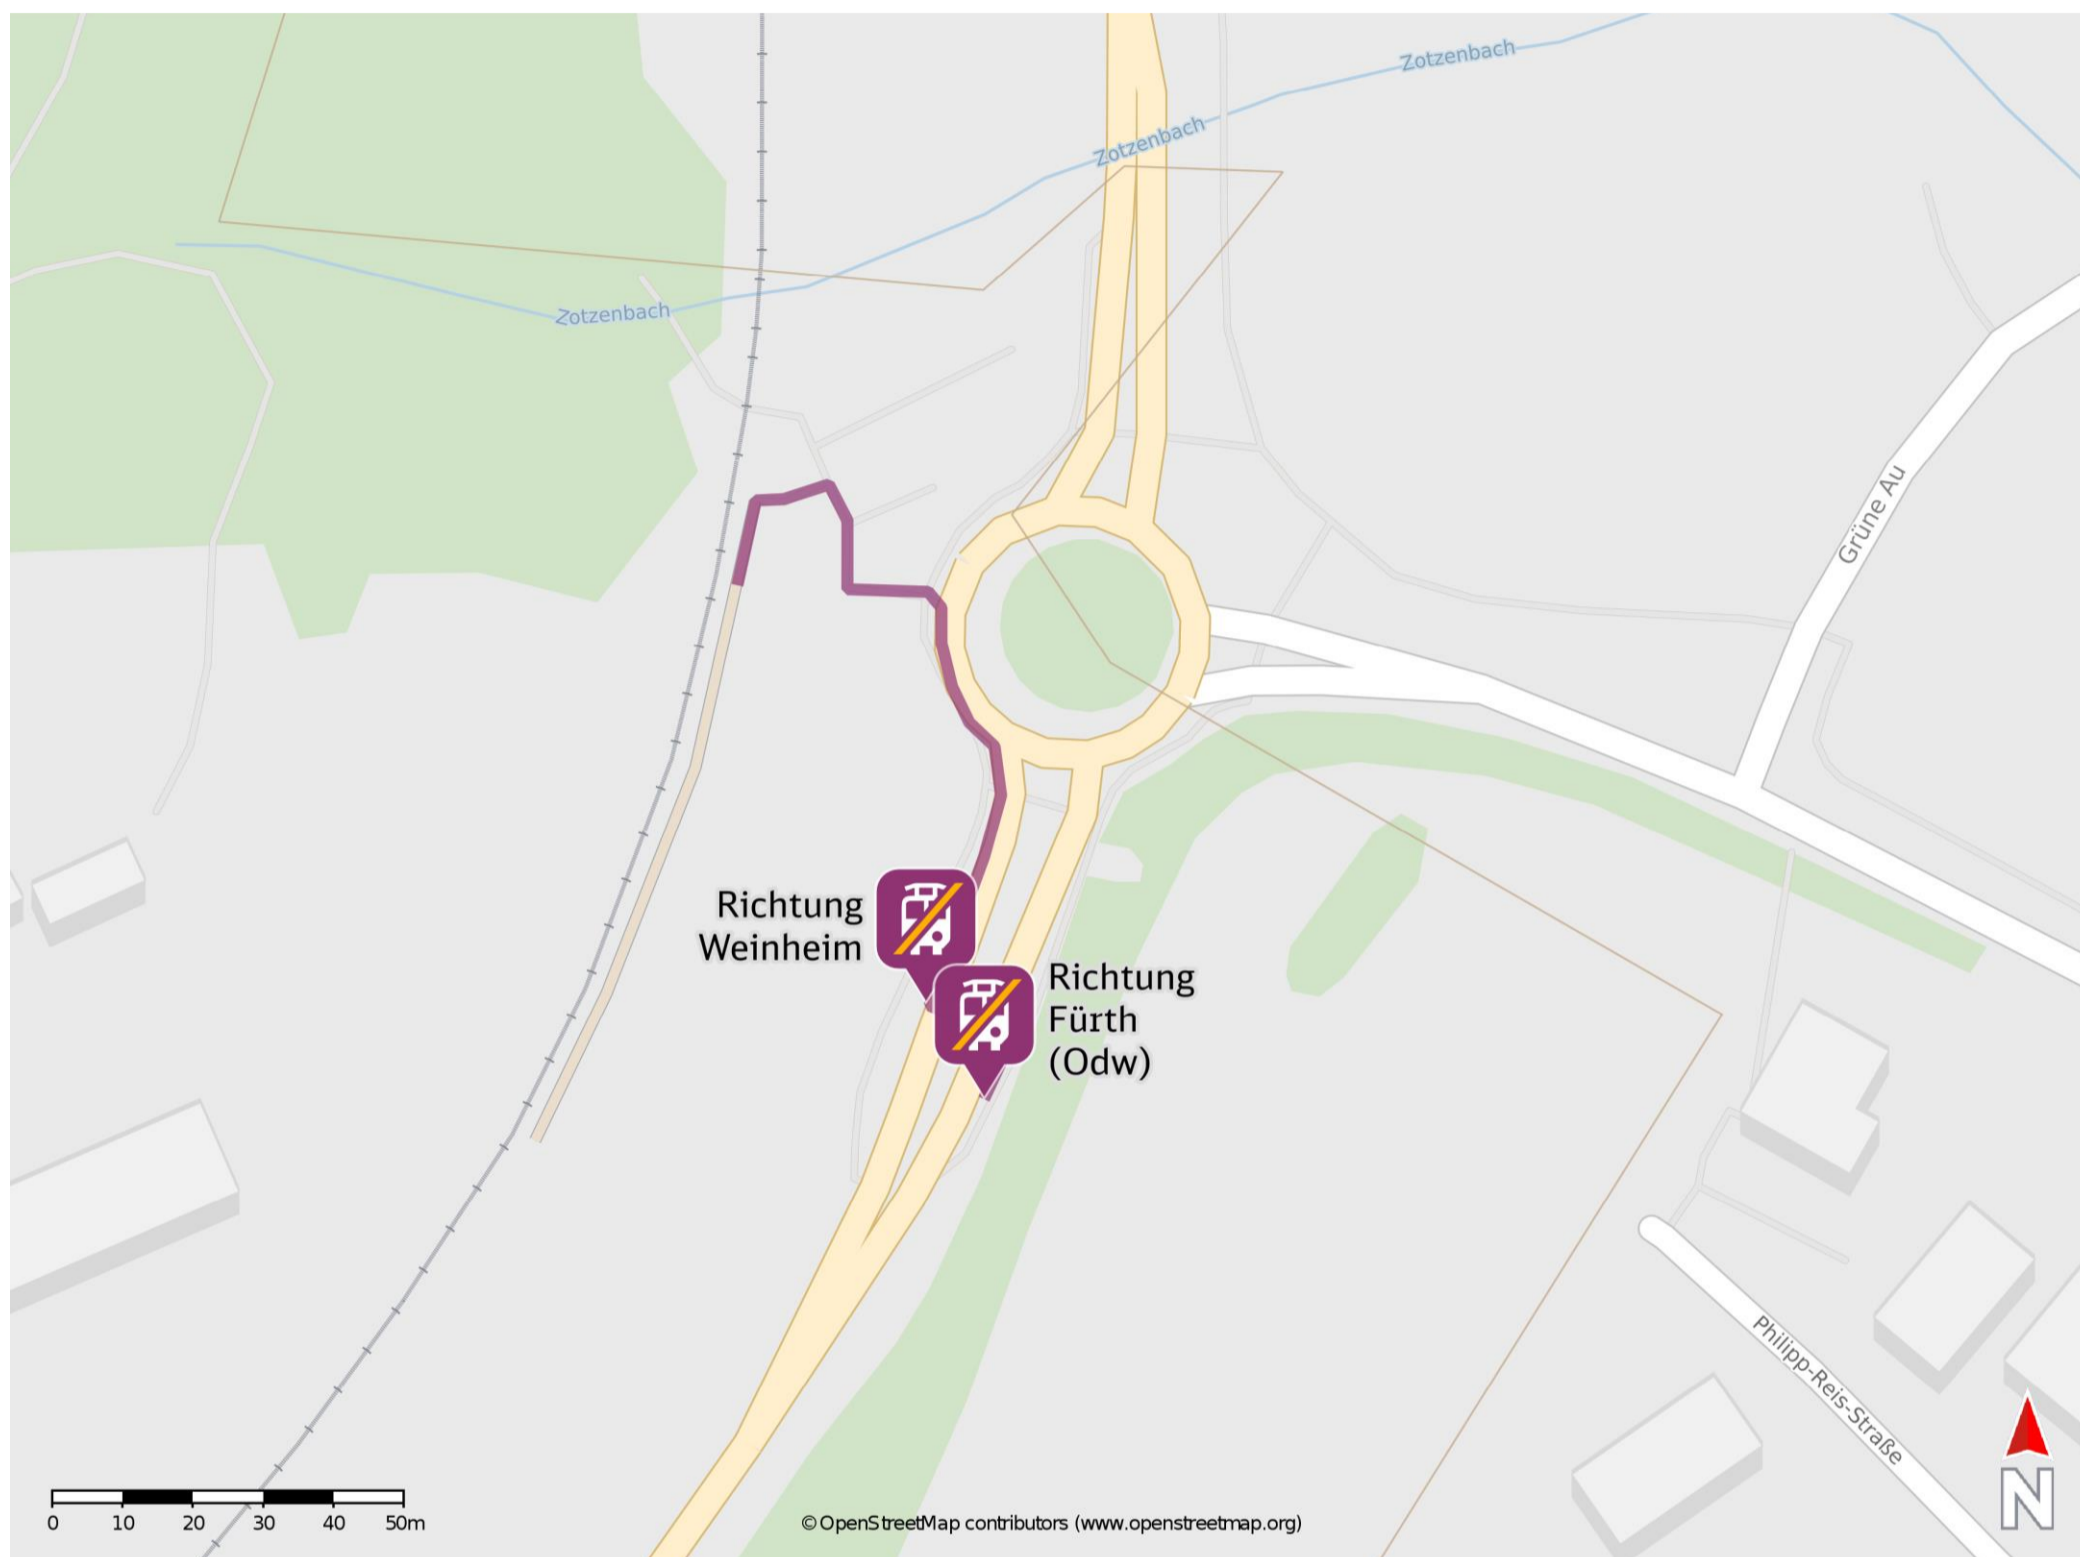 Zotzenbach
Zotzenbach
Zotzenbach
Grüne Au
Richtung
Weinheim
Richtung
Fürth
(Odw)
Philipp-Reis-Straße
N
0 10 20 30 40 50m
© OpenStreetMap contributors (www.openstreetmap.org)